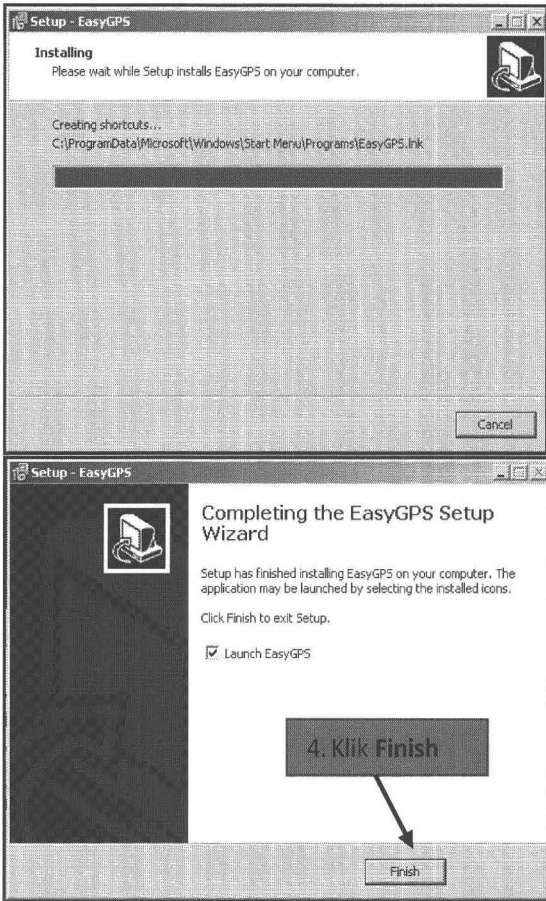 Setup - EasyGPS
Installing
Please wait while Setup installs EasyGPS on your computer.
Creating shortcuts...
C:\ProgramData\Microsoft\Windows\Start Menu\Programs\EasyGPS.lnk
Cancel
Setup - EasyGPS
Completing the EasyGPS Setup
Wizard
Setup has finished installing EasyGPS on your computer. The
application may be launched by selecting the installed icons.
Click Finish to exit Setup.
Launch EasyGPS
4. Klik Finish
Finish